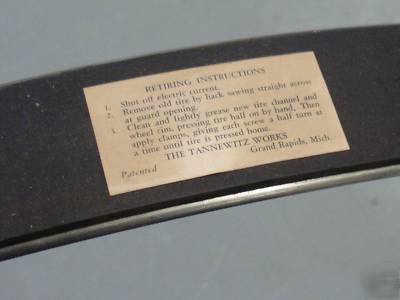 RETIRING INSTRUCTIONS
1. Shut off electric current.
2. Remove old tire by hack sawing straight across
at guard opening.
3. Clean and lightly grease new tire channel and
wheel rim, pressing tire hall on by hand, Then
apply clamps, giving each screw a half turn at
a time until tire is pressed home.
THE TANNEWITZ WORKS
Patented Grand Rapids, Mich.